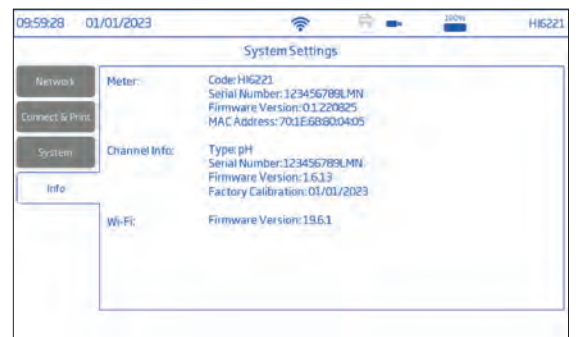 09:59:28 01/01/2023 100% HI6221
System Settings
Network
Connect & Print
System
Info
Meter:
Code: HI6221
Serial Number: 123456789LMN
Firmware Version: 0.1 220825
MAC Address: 70:1E:68:80:04:05
Channel Info:
Type: pH
Serial Number: 123456789LMN
Firmware Version: 1.6.13
Factory Calibration: 01/01/2023
Wi-Fi:
Firmware Version: 19.6.1